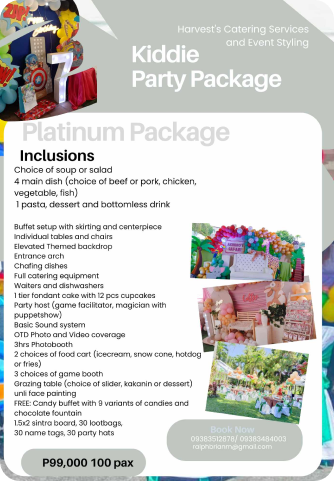 Harvest's Catering Services
and Event Styling
Kiddie
Party Package
Platinum Package
Inclusions
Choice of soup or salad
4 main dish (choice of beef or pork, chicken,
vegetable, fish)
1 pasta, dessert and bottomless drink
Buffet setup with skirting and centerpiece
Individual tables and chairs
Elevated Themed backdrop
Entrance arch
Chafing dishes
Full catering equipment
Waiters and dishwashers
1 tier fondant cake with 12 pcs cupcakes
Party host (game facilitator, magician with
puppetshow)
Basic Sound system
OTD Photo and Video coverage
3hrs Photobooth
2 choices of food cart (icecream, snow cone, hotdog
or fries)
3 choices of game booth
Grazing table (choice of slider, kakanin or dessert)
unli face painting
FREE: Candy buffet with 9 variants of candies and
chocolate fountain
1.5x2 sintra board, 30 lootbags,
30 name tags, 30 party hats
Book Now
09383512878/ 09383484003
ralphorianm@gmail.com
P99,000 100 pax
7